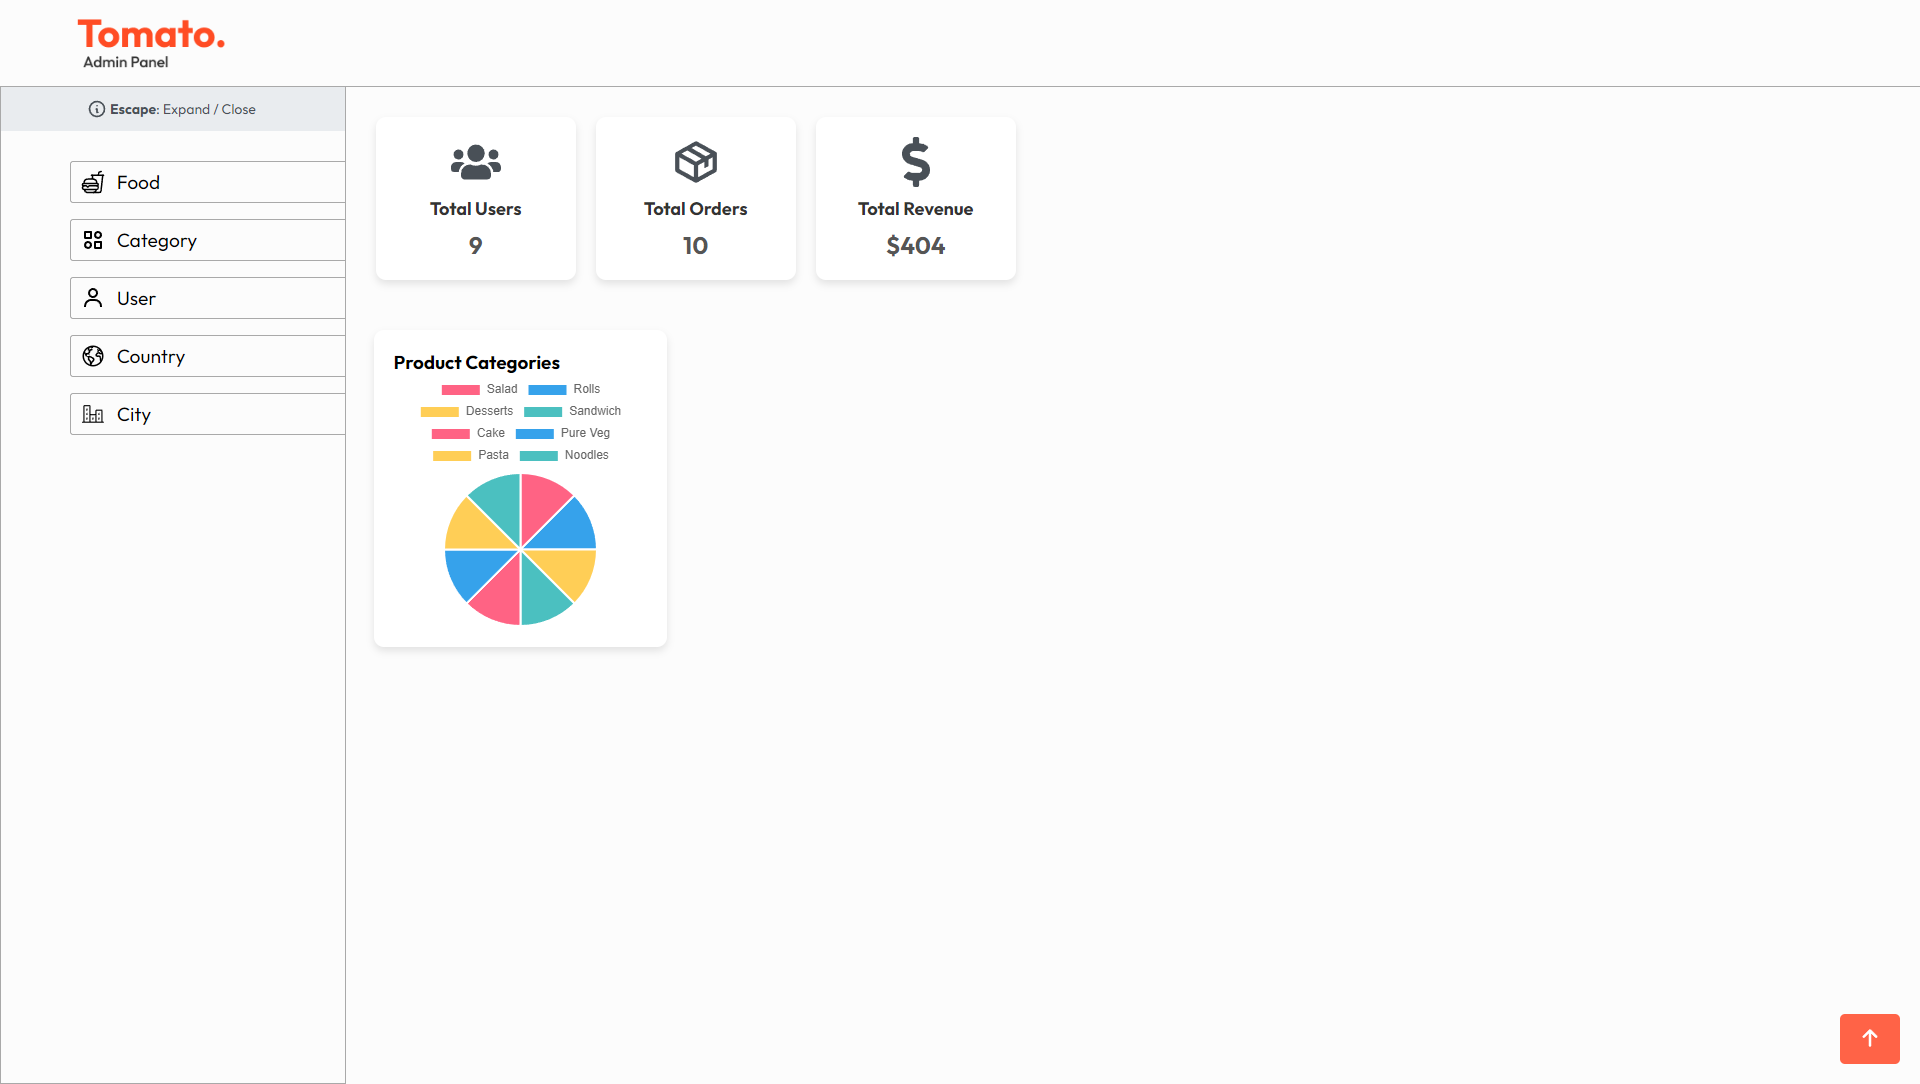 Tomato.
Admin Panel
Escape: Expand / Close
Food
Category
User
Country
City
Total Users
9
Total Orders
10
Total Revenue
$404
Product Categories
Salad Rolls
Desserts Sandwich
Cake Pure Veg
Pasta Noodles